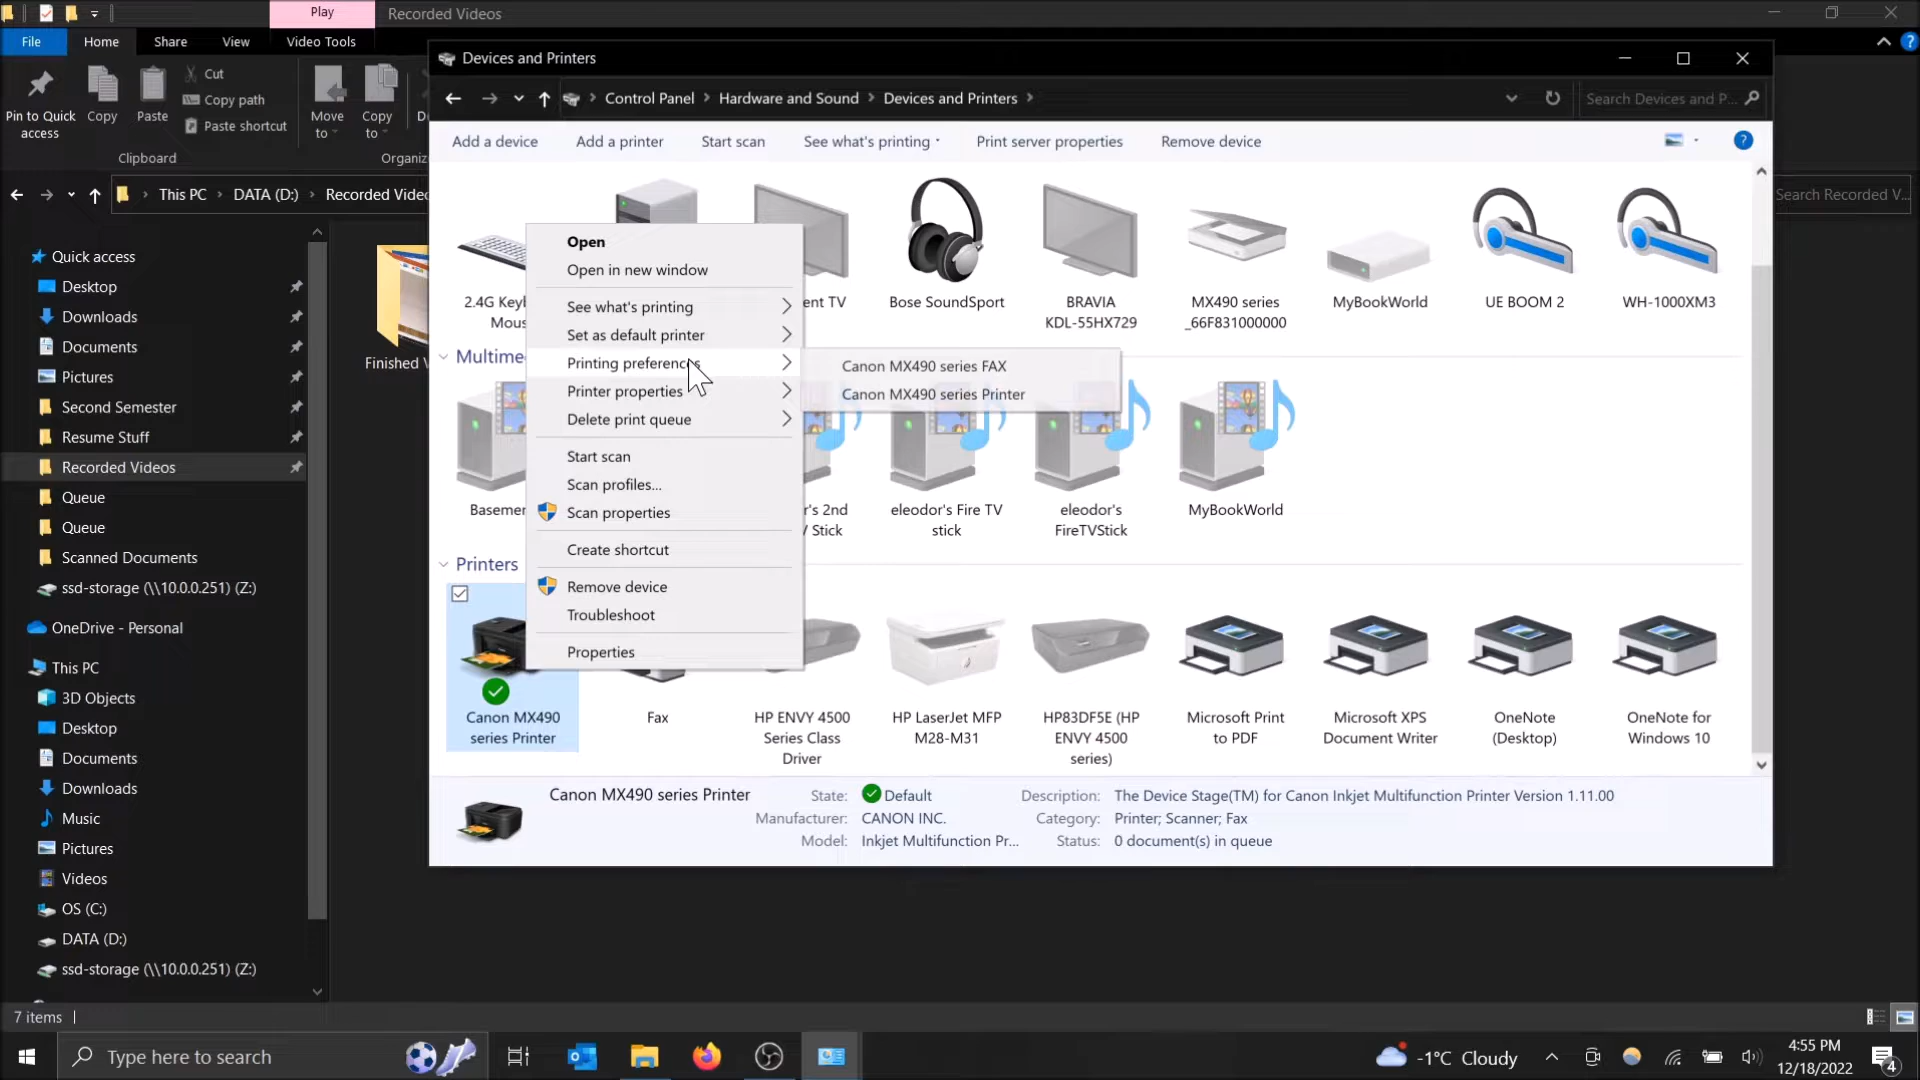 Play
Recorded Videos
File
Home
Share
View
Video Tools
Pin to Quick
access
Copy
Paste
Cut
Copy path
Paste shortcut
Move
to
Copy
to
Clipboard
Organiz
This PC
DATA (D:)
Recorded Videc
Search Recorded V...
Quick access
Desktop
Downloads
Documents
Pictures
Second Semester
Resume Stuff
Recorded Videos
Queue
Queue
Scanned Documents
ssd-storage (\\10.0.0.251) (Z:)
OneDrive - Personal
This PC
3D Objects
Desktop
Documents
Downloads
Music
Pictures
Videos
OS (C:)
DATA (D:)
ssd-storage (\\10.0.0.251) (Z:)
7 items
Finished V
Devices and Printers
Control Panel
Hardware and Sound
Devices and Printers
Search Devices and P...
Add a device
Add a printer
Start scan
See what's printing
Print server properties
Remove device
?
2.4G Keyb
Mous
ent TV
Bose SoundSport
BRAVIA
KDL-55HX729
MX490 series
_66F831000000
MyBookWorld
UE BOOM 2
WH-1000XM3
Multime
Basemen
r's 2nd
/ Stick
eleodor's Fire TV
stick
eleodor's
FireTVStick
MyBookWorld
Printers
Canon MX490
series Printer
Fax
HP ENVY 4500
Series Class
Driver
HP LaserJet MFP
M28-M31
HP83DF5E (HP
ENVY 4500
series)
Microsoft Print
to PDF
Microsoft XPS
Document Writer
OneNote
(Desktop)
OneNote for
Windows 10
Open
Open in new window
See what's printing
Set as default printer
Printing preferences
Printer properties
Delete print queue
Start scan
Scan profiles...
Scan properties
Create shortcut
Remove device
Troubleshoot
Properties
Canon MX490 series FAX
Canon MX490 series Printer
Canon MX490 series Printer
State: Default
Manufacturer: CANON INC.
Model: Inkjet Multifunction Pr...
Description: The Device Stage(TM) for Canon Inkjet Multifunction Printer Version 1.11.00
Category: Printer; Scanner; Fax
Status: 0 document(s) in queue
Type here to search
-1°C Cloudy
4:55 PM
12/18/2022
4